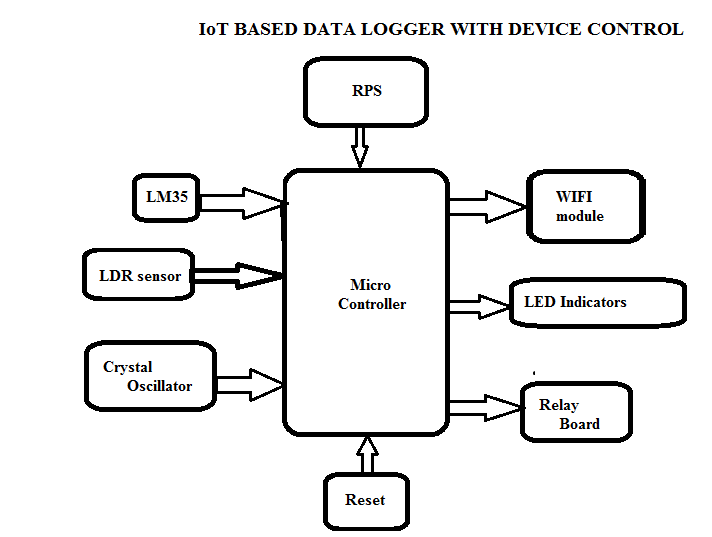 IoT BASED DATA LOGGER WITH DEVICE CONTROL
RPS
LM35
WIFI
module
LDR sensor
Micro
Controller
LED Indicators
Crystal
Oscillator
Relay
Board
Reset